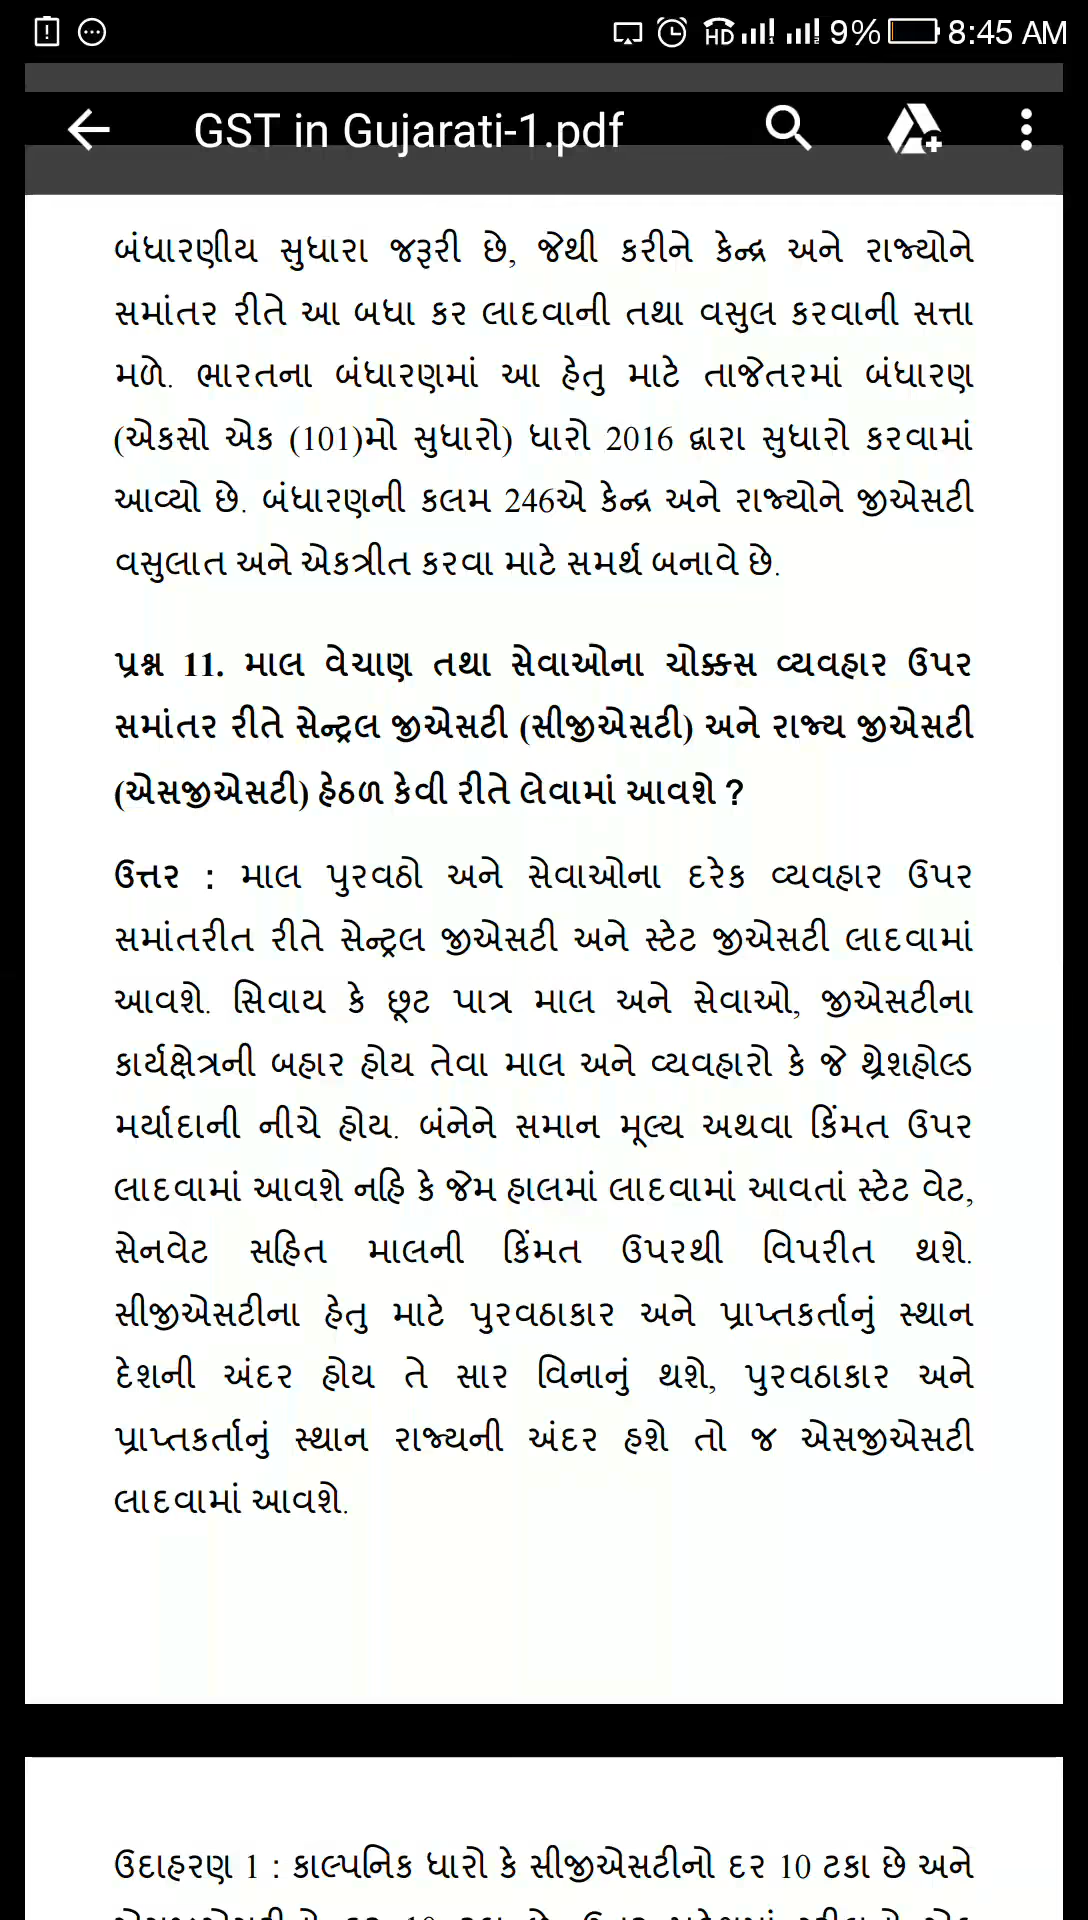 9% 8:45 AM
GST in Gujarati-1.pdf
બંધારણીય સુધારા જરૂરી છે, જેથી કરીને કેન્દ્ર અને રાજ્યોને
સમાંતર રીતે આ બધા કર લાદવાની તથા વસુલ કરવાની સત્તા
મળે. ભારતના બંધારણમાં આ હેતુ માટે તાજેતરમાં બંધારણ
(એકસો એક (101)મો સુધારો) ધારો 2016 દ્વારા સુધારો કરવામાં
આવ્યો છે. બંધારણની કલમ 246એ કેન્દ્ર અને રાજ્યોને જીએસટી
વસુલાત અને એકત્રીત કરવા માટે સમર્થ બનાવે છે.
પ્રશ્ન 11. માલ વેચાણ તથા સેવાઓના ચોક્કસ વ્યવહાર ઉપર
સમાંતર રીતે સેન્ટ્રલ જીએસટી (સીજીએસટી) અને રાજ્ય જીએસટી
(એસજીએસટી) હેઠળ કેવી રીતે લેવામાં આવશે ?
ઉત્તર : માલ પુરવઠો અને સેવાઓના દરેક વ્યવહાર ઉપર
સમાંતરીત રીતે સેન્ટ્રલ જીએસટી અને સ્ટેટ જીએસટી લાદવામાં
આવશે. સિવાય કે છૂટ પાત્ર માલ અને સેવાઓ, જીએસટીના
કાર્યક્ષેત્રની બહાર હોય તેવા માલ અને વ્યવહારો કે જે થ્રેશહોલ્ડ
મર્યાદાની નીચે હોય. બંનેને સમાન મૂલ્ય અથવા કિંમત ઉપર
લાદવામાં આવશે નહિ કે જેમ હાલમાં લાદવામાં આવતાં સ્ટેટ વેટ,
સેનવેટ સહિત માલની કિંમત ઉપરથી વિપરીત થશે.
સીજીએસટીના હેતુ માટે પુરવઠાકાર અને પ્રાપ્તકર્તાનું સ્થાન
દેશની અંદર હોય તે સાર વિનાનું થશે, પુરવઠાકાર અને
પ્રાપ્તકર્તાનું સ્થાન રાજ્યની અંદર હશે તો જ એસજીએસટી
લાદવામાં આવશે.
ઉદાહરણ 1 : કાલ્પનિક ધારો કે સીજીએસટીનો દર 10 ટકા છે અને